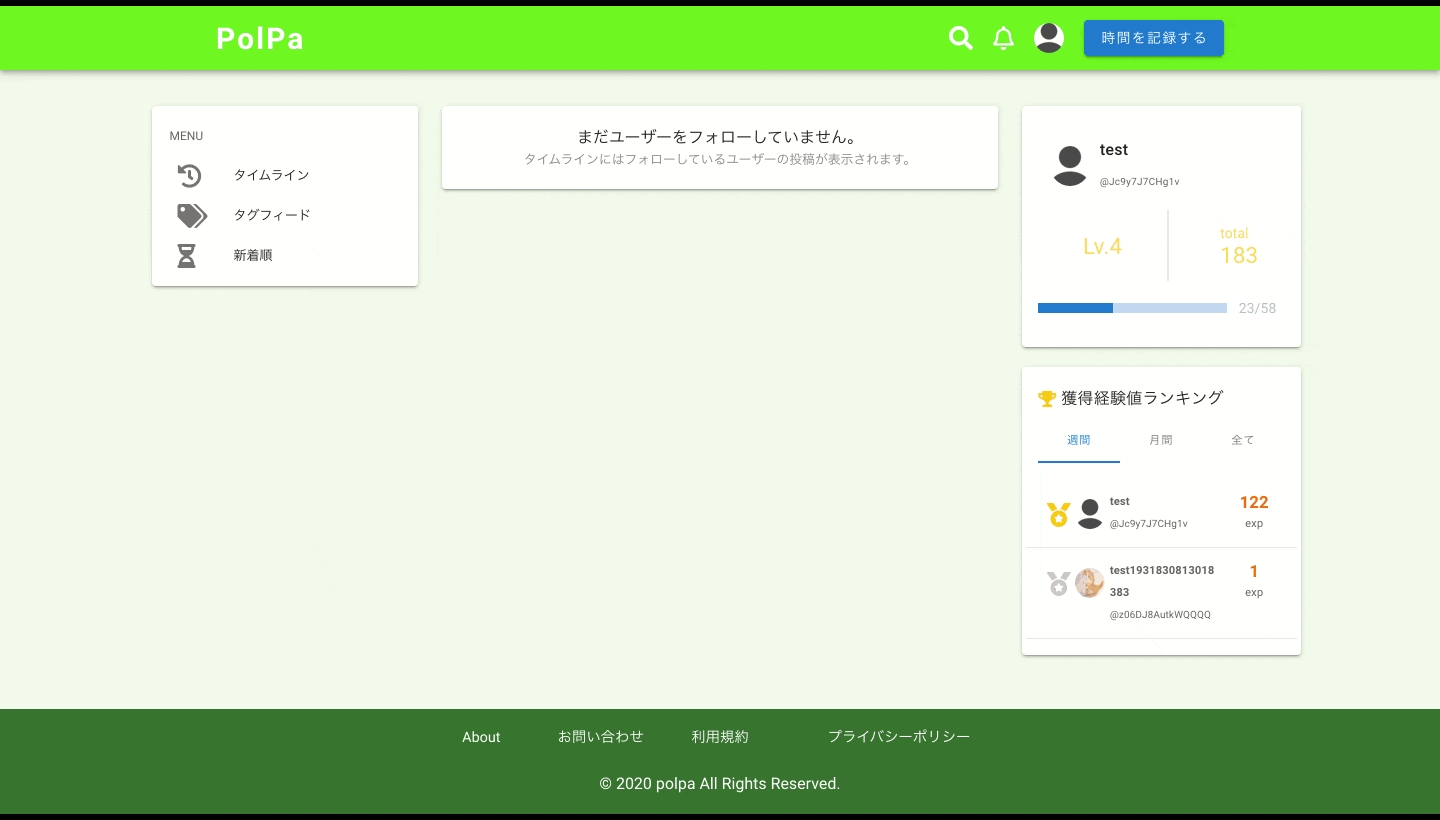 PolPa
時間を記録する
MENU
タイムライン
タグフィード
新着順
まだユーザーをフォローしていません。
タイムラインにはフォローしているユーザーの投稿が表示されます。
test
@Jc9y7J7CHg1v
Lv.4
total
183
23/58
獲得経験値ランキング
週間 月間 全て
test
@Jc9y7J7CHg1v
122
exp
test1931830813018
383
@z06DJ8AutkWQQQQ
1
exp
About お問い合わせ 利用規約 プライバシーポリシー
© 2020 polpa All Rights Reserved.